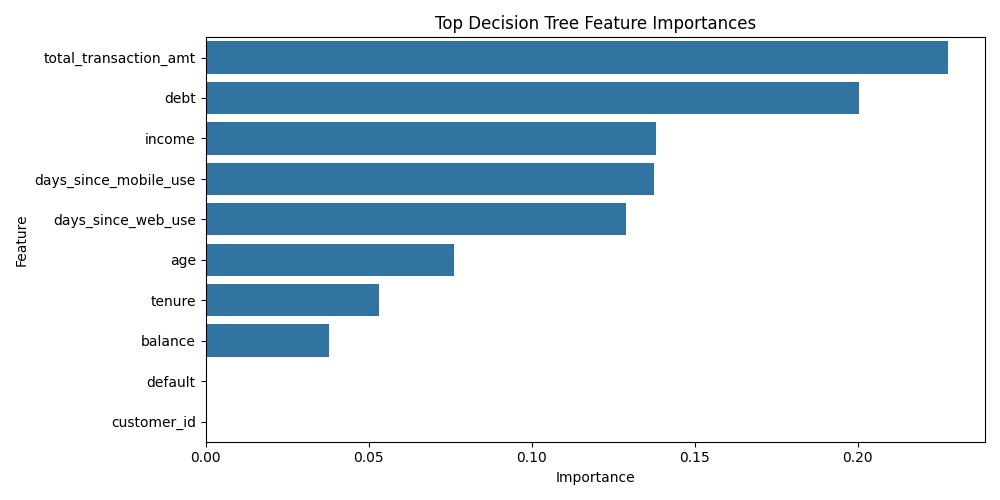 Top Decision Tree Feature Importances
total_transaction_amt
debt
income
days_since_mobile_use
days_since_web_use
age
tenure
balance
default
customer_id
Feature
0.00 0.05 0.10 0.15 0.20
Importance